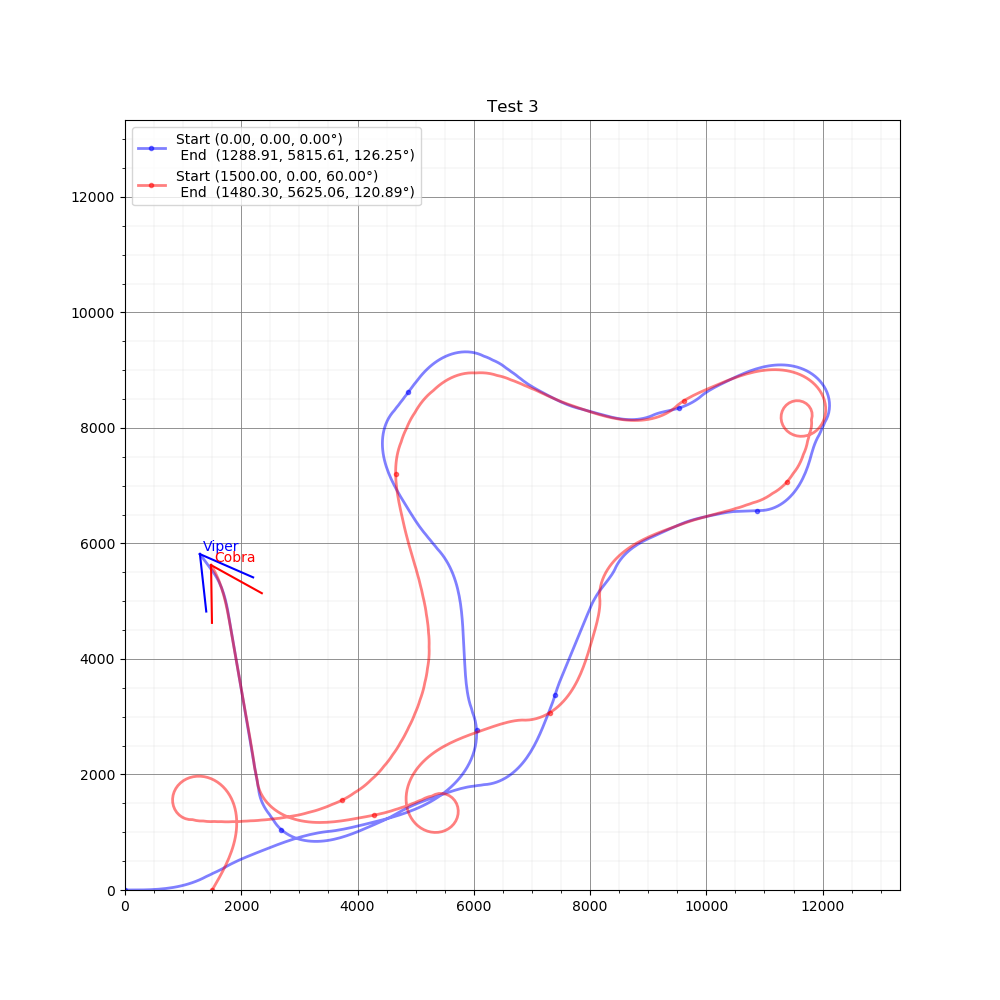 Test 3
Start (0.00, 0.00, 0.00°)
End (1288.91, 5815.61, 126.25°)
Start (1500.00, 0.00, 60.00°)
End (1480.30, 5625.06, 120.89°)
12000
10000
8000
6000
4000
2000
0
Viper
Cobra
0 2000 4000 6000 8000 10000 12000